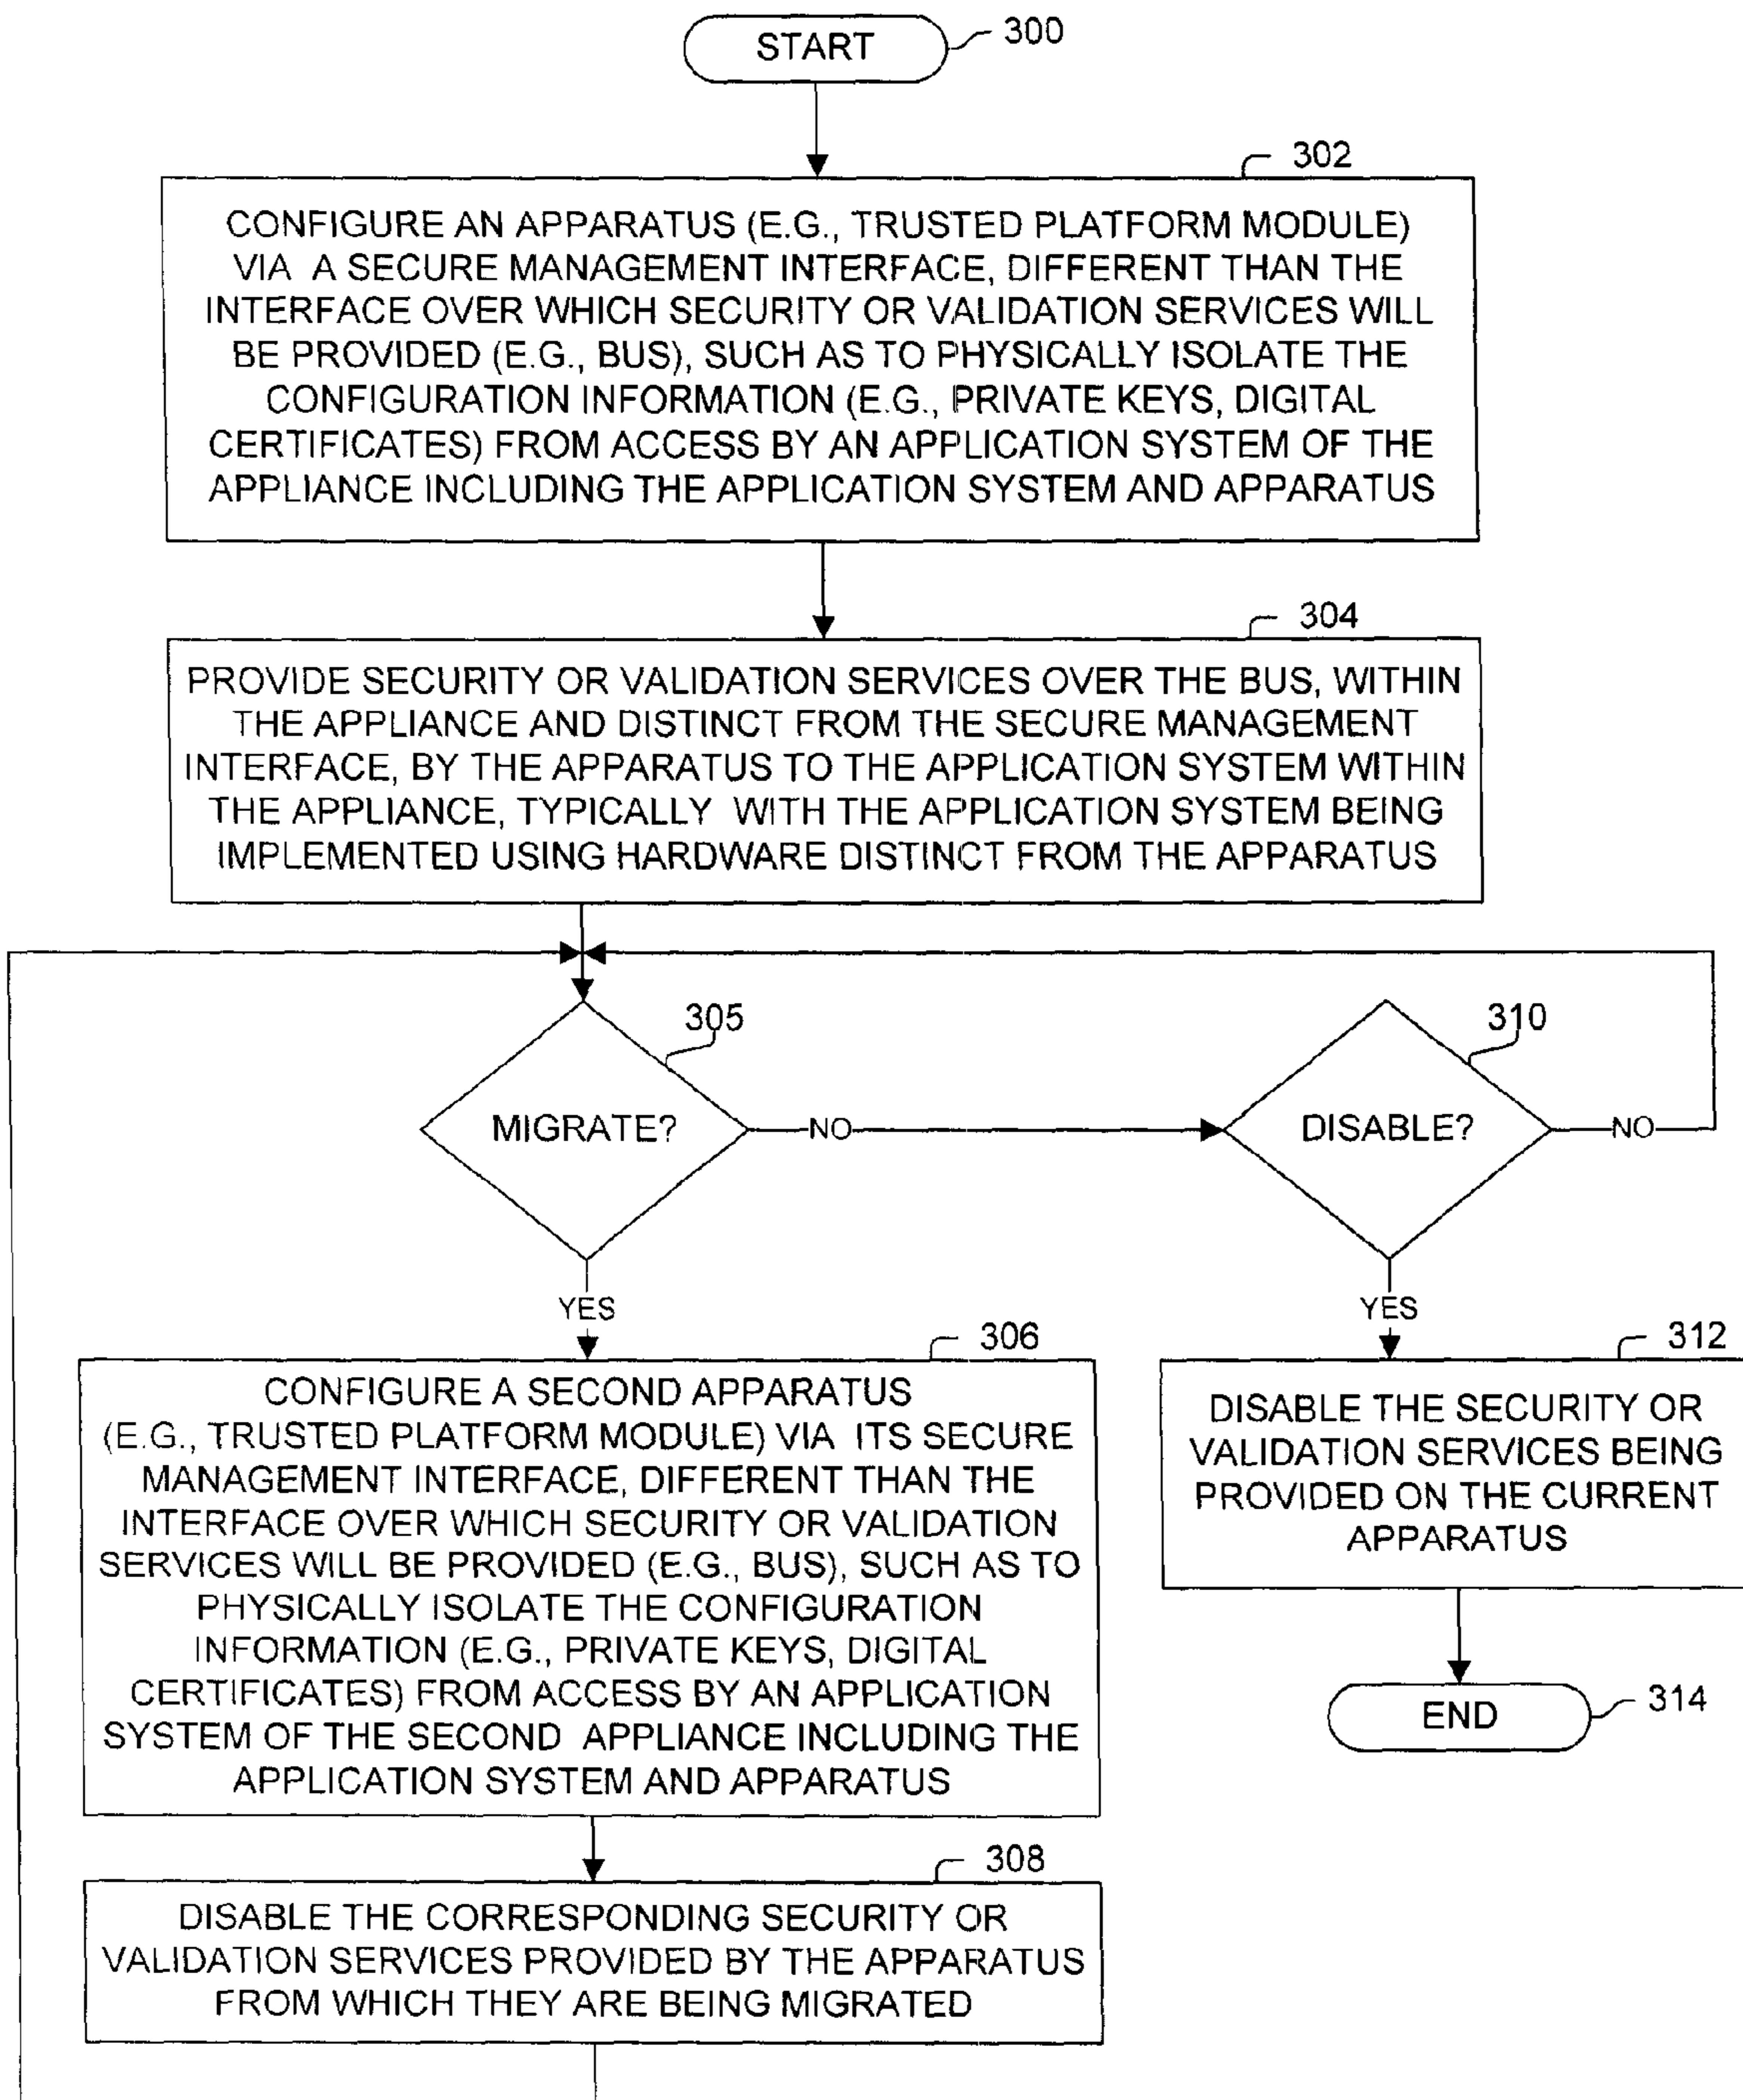 START
300
302
CONFIGURE AN APPARATUS (E.G., TRUSTED PLATFORM MODULE)
VIA A SECURE MANAGEMENT INTERFACE, DIFFERENT THAN THE
INTERFACE OVER WHICH SECURITY OR VALIDATION SERVICES WILL
BE PROVIDED (E.G., BUS), SUCH AS TO PHYSICALLY ISOLATE THE
CONFIGURATION INFORMATION (E.G., PRIVATE KEYS, DIGITAL
CERTIFICATES) FROM ACCESS BY AN APPLICATION SYSTEM OF THE
APPLIANCE INCLUDING THE APPLICATION SYSTEM AND APPARATUS
304
PROVIDE SECURITY OR VALIDATION SERVICES OVER THE BUS, WITHIN
THE APPLIANCE AND DISTINCT FROM THE SECURE MANAGEMENT
INTERFACE, BY THE APPARATUS TO THE APPLICATION SYSTEM WITHIN
THE APPLIANCE, TYPICALLY WITH THE APPLICATION SYSTEM BEING
IMPLEMENTED USING HARDWARE DISTINCT FROM THE APPARATUS
305
MIGRATE?
NO
310
DISABLE?
NO
YES
YES
306
CONFIGURE A SECOND APPARATUS
(E.G., TRUSTED PLATFORM MODULE) VIA ITS SECURE
MANAGEMENT INTERFACE, DIFFERENT THAN THE
INTERFACE OVER WHICH SECURITY OR VALIDATION
SERVICES WILL BE PROVIDED (E.G., BUS), SUCH AS TO
PHYSICALLY ISOLATE THE CONFIGURATION
INFORMATION (E.G., PRIVATE KEYS, DIGITAL
CERTIFICATES) FROM ACCESS BY AN APPLICATION
SYSTEM OF THE SECOND APPLIANCE INCLUDING THE
APPLICATION SYSTEM AND APPARATUS
312
DISABLE THE SECURITY OR
VALIDATION SERVICES BEING
PROVIDED ON THE CURRENT
APPARATUS
END
314
308
DISABLE THE CORRESPONDING SECURITY OR
VALIDATION SERVICES PROVIDED BY THE APPARATUS
FROM WHICH THEY ARE BEING MIGRATED